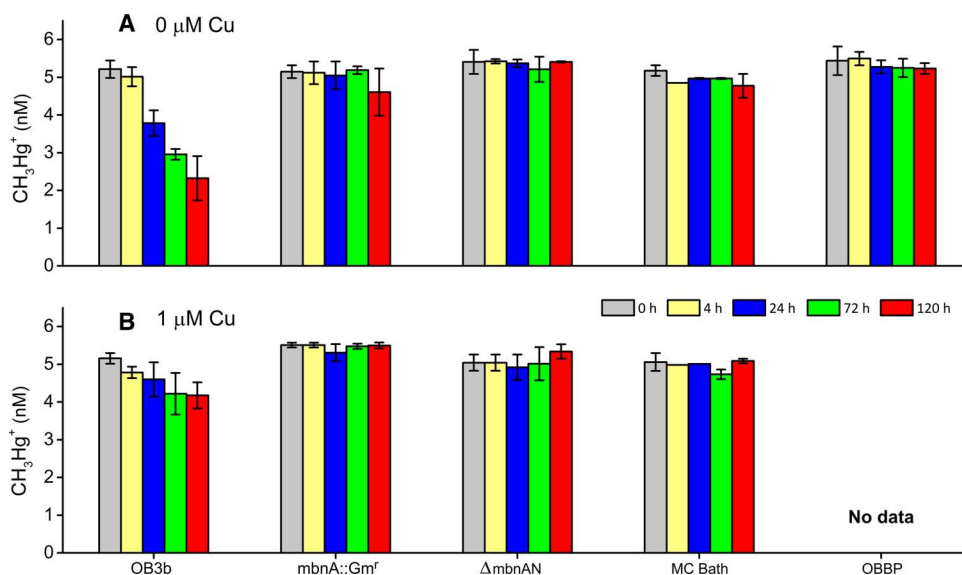 A 0 μM Cu
6
5
4
3
2
1
0
CH₃Hg⁺ (nM)
B 1 μM Cu
0 h 4 h 24 h 72 h 120 h
6
5
4
3
2
1
0
CH₃Hg⁺ (nM)
No data
OB3b mbnA::Gmʳ ΔmbnAN MC Bath OBBP